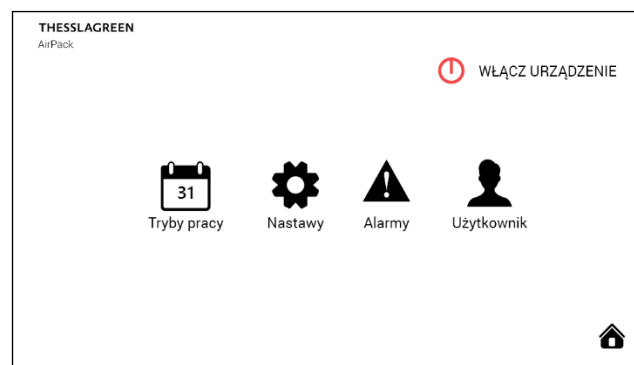 THESSLAGREEN
AirPack
WŁĄCZ URZĄDZENIE
31
Tryby pracy
Nastawy
Alarmy
Użytkownik